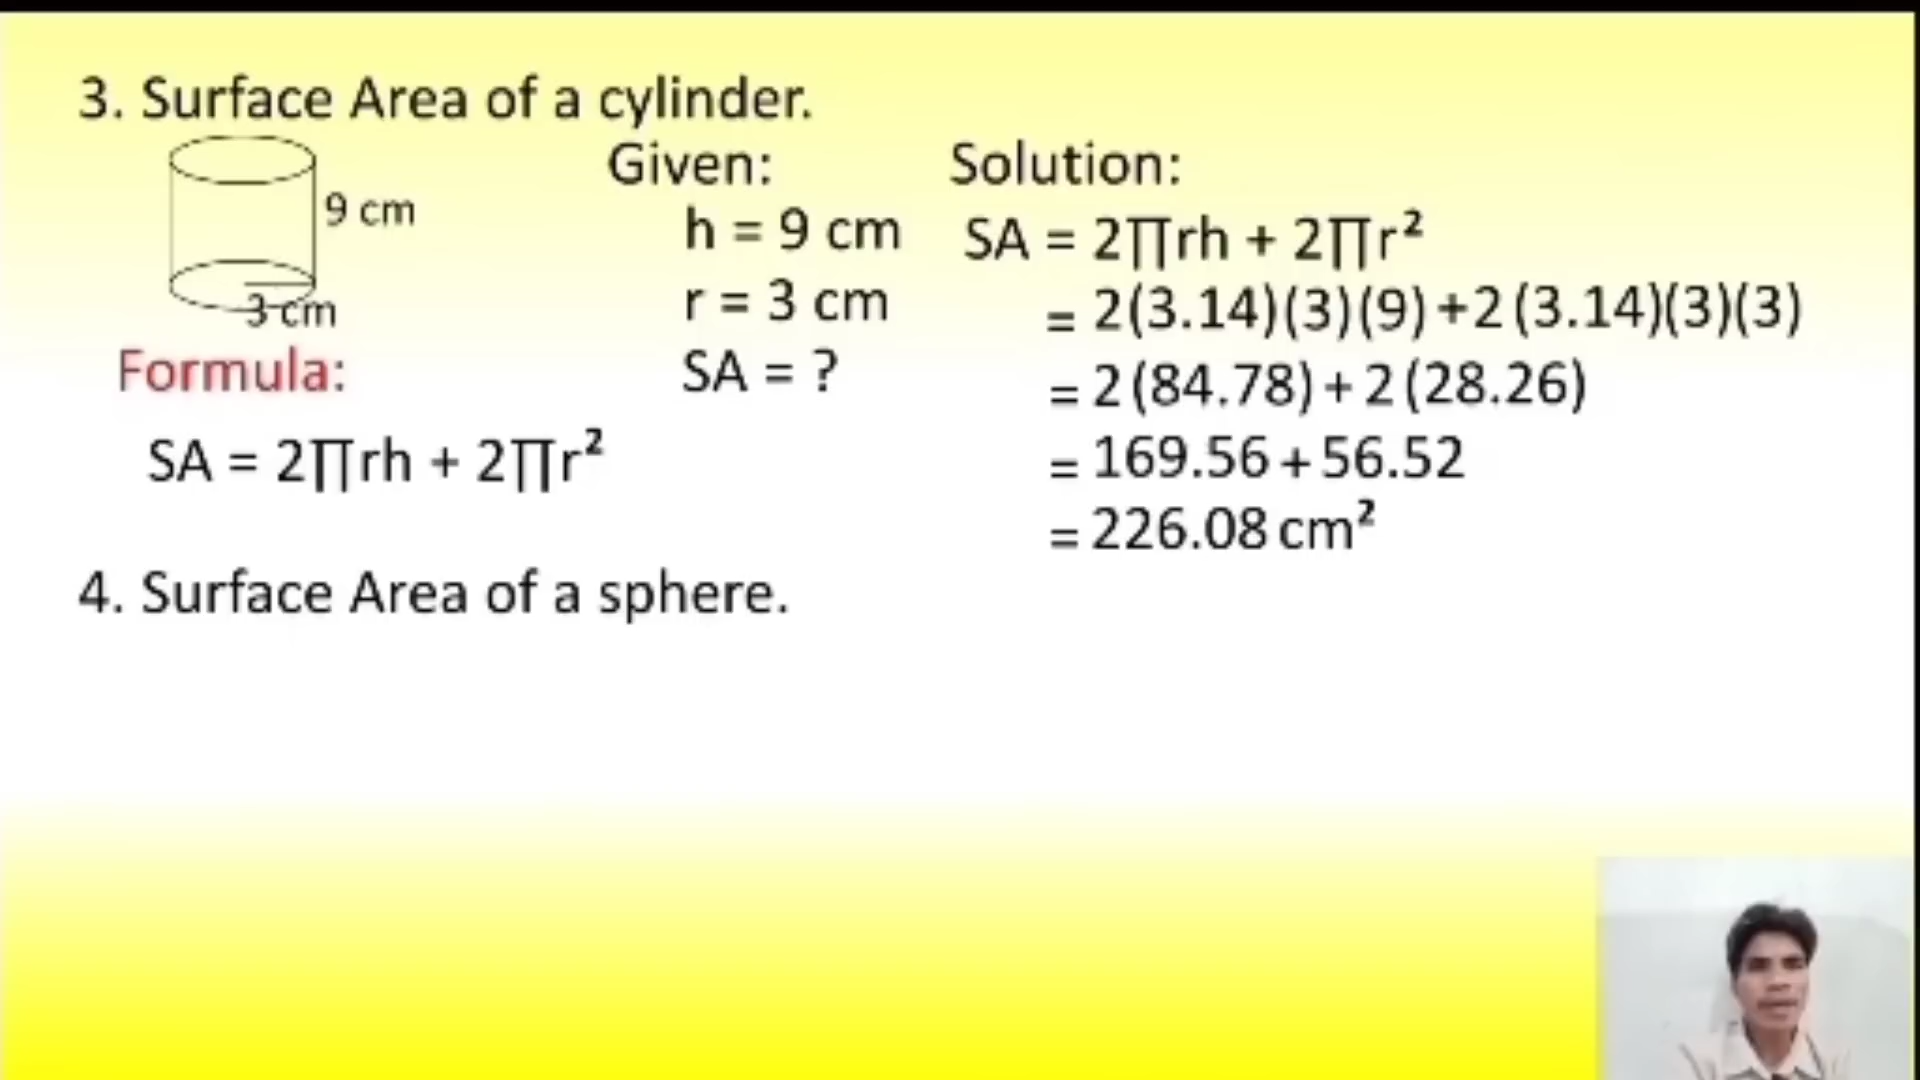 3. Surface Area of a cylinder.
9 cm
3 cm
Formula:
SA = 2∏rh + 2∏r²
Given:
h = 9 cm
r = 3 cm
SA = ?
Solution:
SA = 2∏rh + 2∏r²
= 2(3.14)(3)(9)+2(3.14)(3)(3)
= 2(84.78)+2(28.26)
= 169.56+56.52
= 226.08 cm²
4. Surface Area of a sphere.